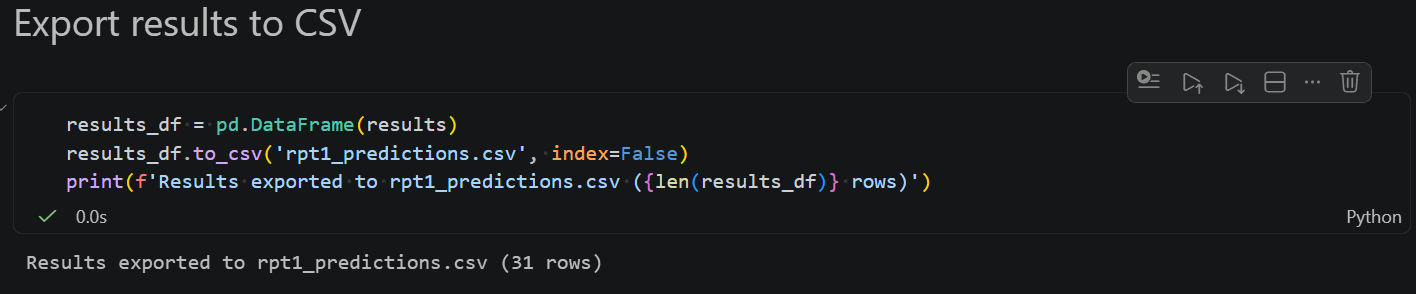 Export results to CSV
results_df = pd.DataFrame(results)
results_df.to_csv('rpt1_predictions.csv', index=False)
print(f'Results exported to rpt1_predictions.csv ({len(results_df)} rows)')
0.0s
Python
Results exported to rpt1_predictions.csv (31 rows)